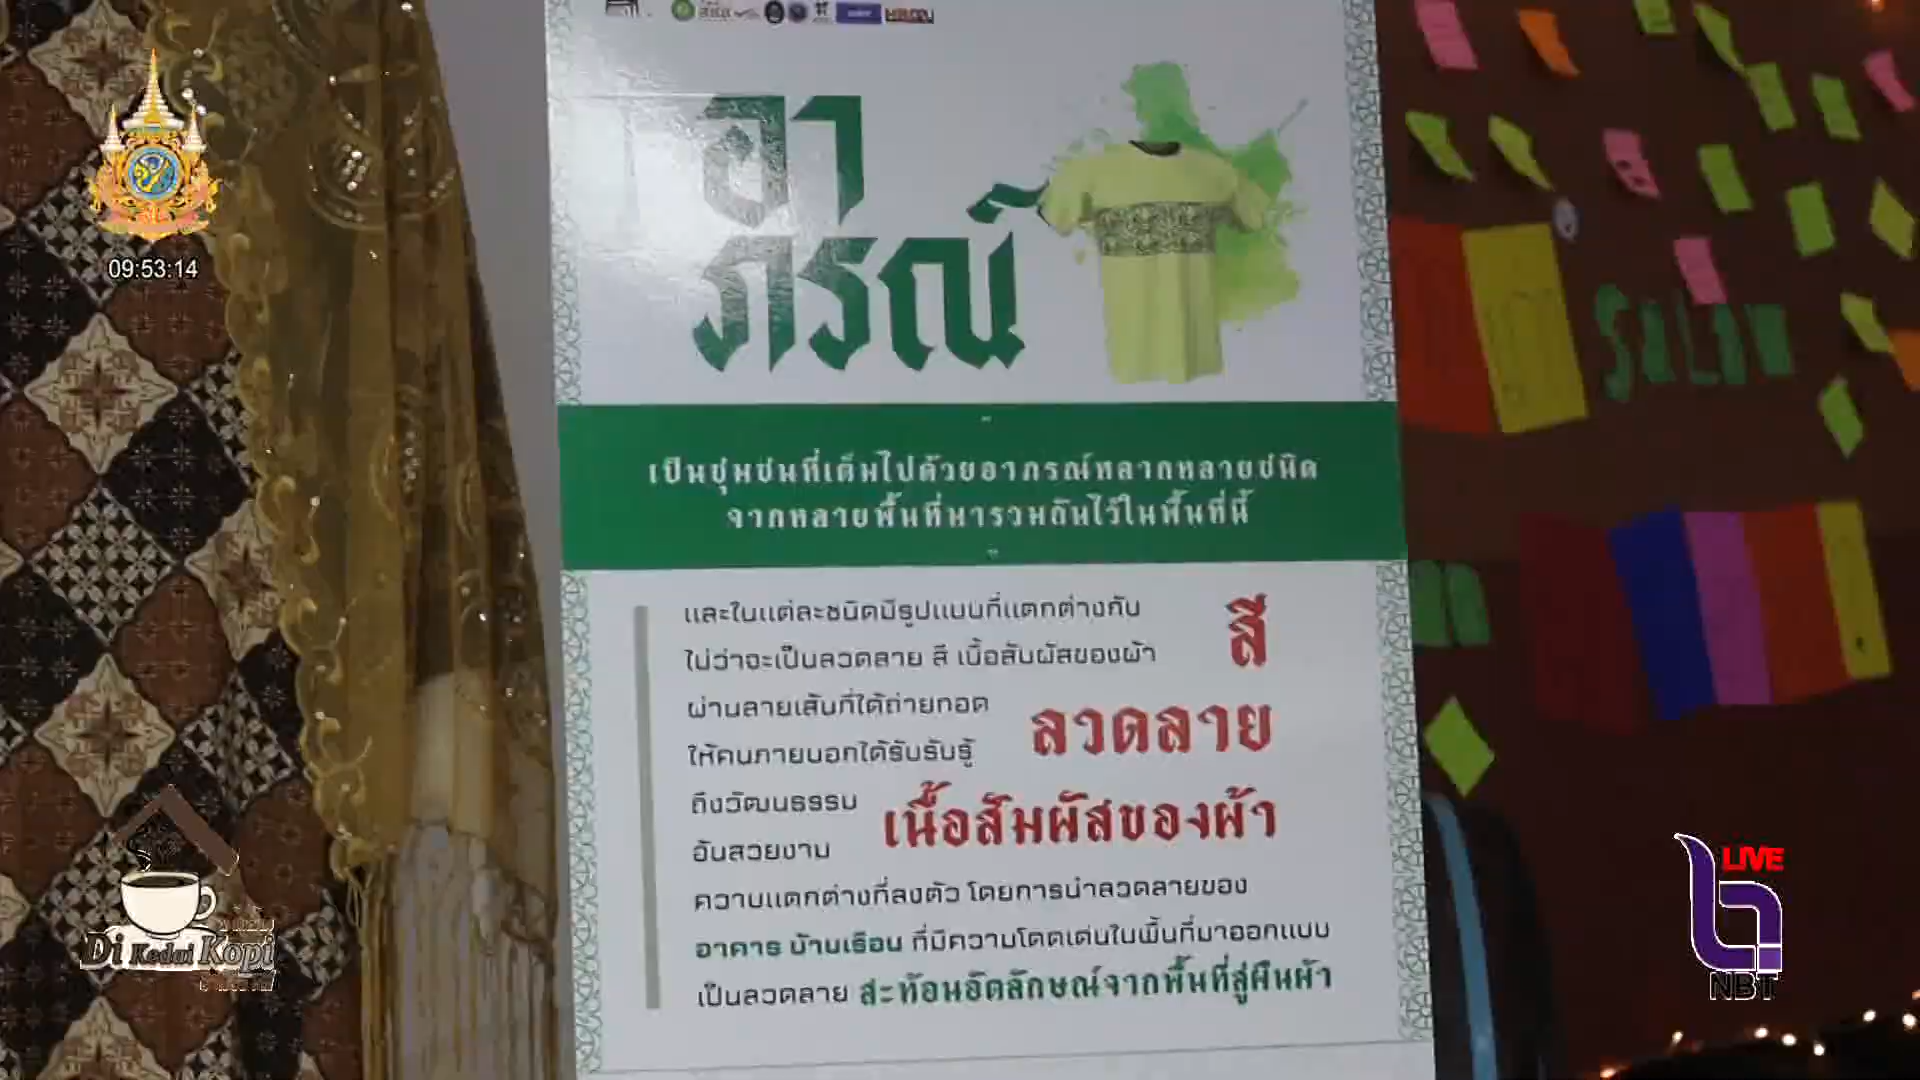 อาภรณ์
เป็นชุมชนที่เต็มไปด้วยอาภรณ์หลากหลายชนิด
จากหลายพื้นที่มารวมกันไว้ในพื้นที่นี้
และในแต่ละชนิดมีรูปแบบที่แตกต่างกัน
ไม่ว่าจะเป็นลวดลาย สี เนื้อสัมผัสของผ้า
ผ่านลายเส้นที่ได้ถ่ายทอด
ให้คนภายนอกได้รับรับรู้
ถึงวัฒนธรรม
อันสวยงาม
สี
ลวดลาย
เนื้อสัมผัสของผ้า
ความแตกต่างที่ลงตัว โดยการนำลวดลายของ
อาคาร บ้านเรือน ที่มีความโดดเด่นในพื้นที่มาออกแบบ
เป็นลวดลาย สะท้อนอัตลักษณ์จากพื้นที่สู่ผืนผ้า
09:53:14
Di Kedai Kopi
SaLam
LIVE
NBT